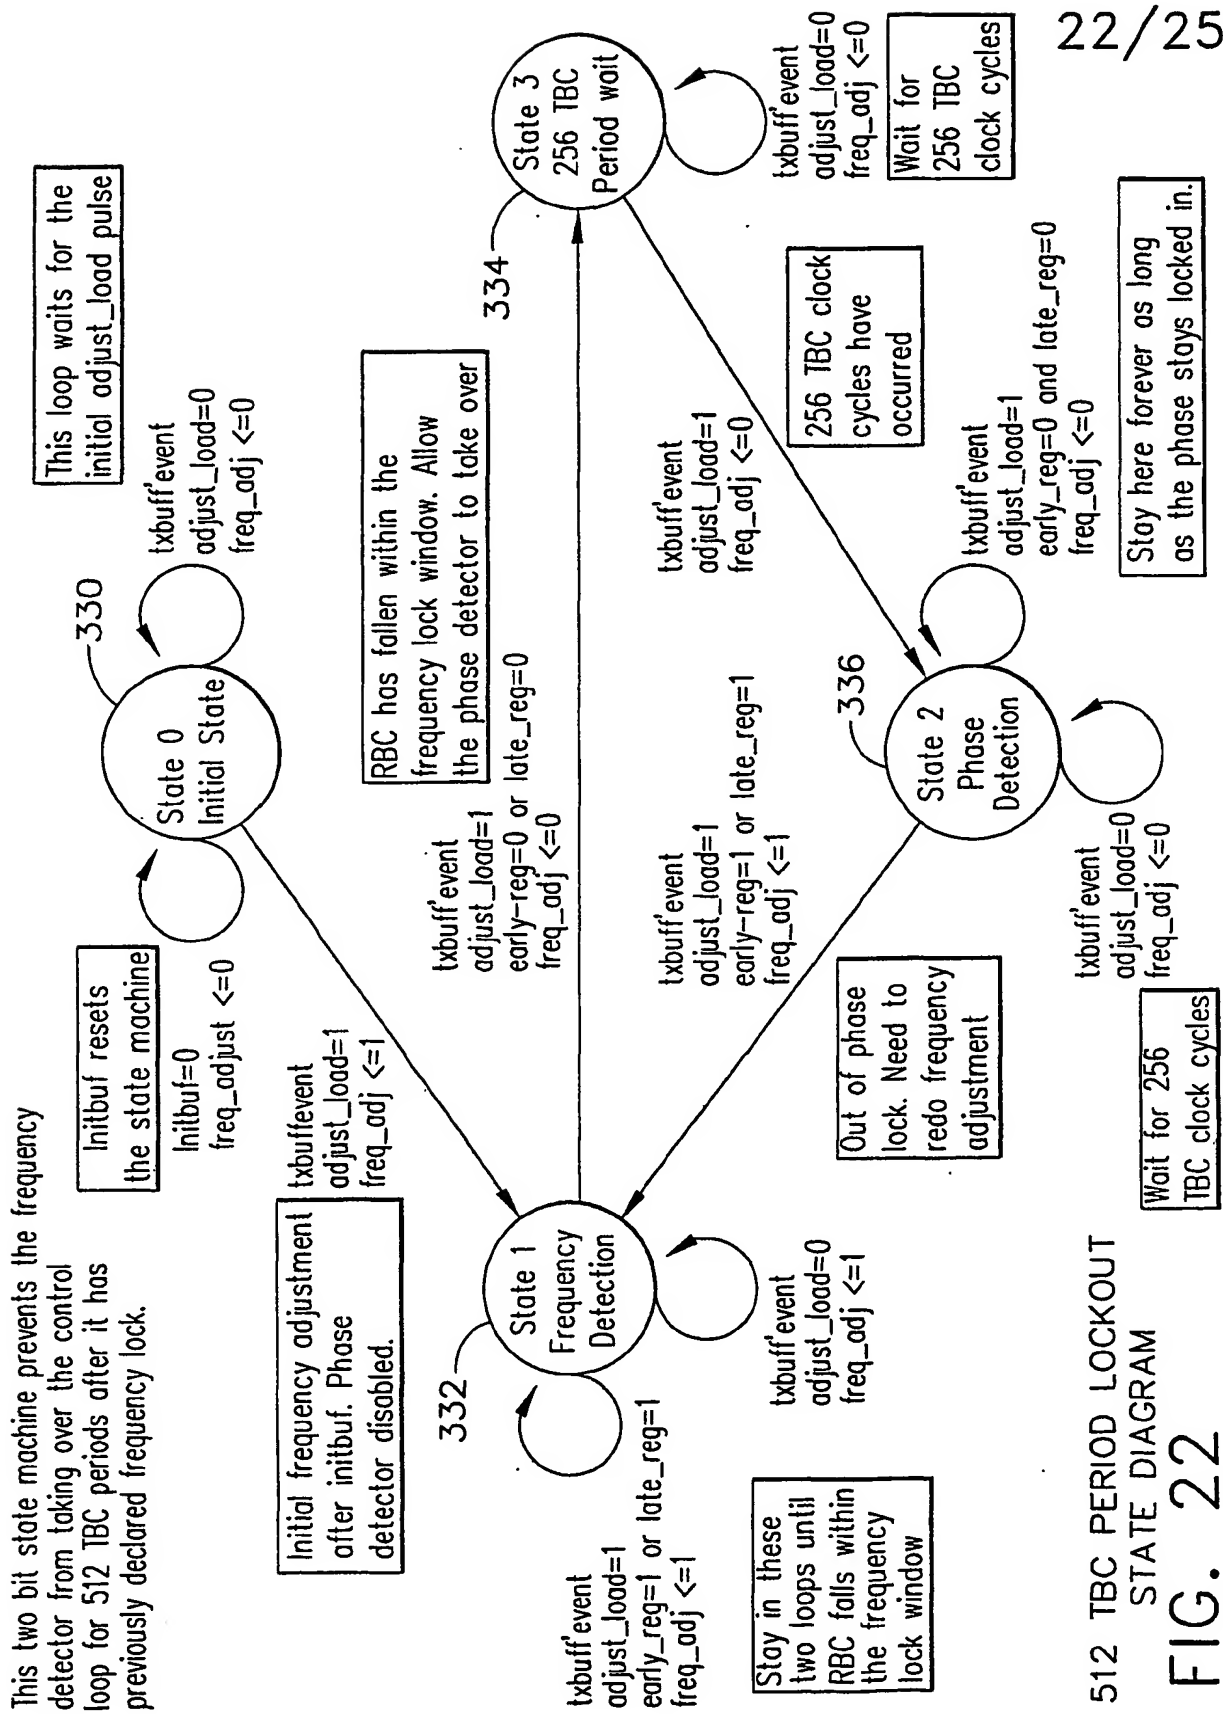 22/25
This two bit state machine prevents the frequency
detector from taking over the control
loop for 512 TBC periods after it has
previously declared frequency lock.
Initbuf resets
the state machine
Initbuf=0
freq_adjust <=0
State 0
Initial State
330
This loop waits for the
initial adjust_load pulse
txbuff'event
adjust_load=0
freq_adj <=0
txbuffevent
adjust_load=1
freq_adj <=1
Initial frequency adjustment
after initbuf. Phase
detector disabled.
RBC has fallen within the
frequency lock window. Allow
the phase detector to take over
txbuff'event
adjust_load=1
early-reg=0 or late_reg=0
freq_adj <=0
332
State 1
Frequency
Detection
334
State 3
256 TBC
Period wait
txbuff'event
adjust_load=1
early_reg=1 or late_reg=1
freq_adj <=1
txbuff'event
adjust_load=0
freq_adj <=1
Stay in these
two loops until
RBC falls within
the frequency
lock window
txbuff'event
adjust_load=1
early-reg=1 or late_reg=1
freq_adj <=1
Out of phase
lock. Need to
redo frequency
adjustment
txbuff'event
adjust_load=1
freq_adj <=0
256 TBC clock
cycles have
occurred
txbuff'event
adjust_load=0
freq_adj <=0
Wait for
256 TBC
clock cycles
336
State 2
Phase
Detection
txbuff'event
adjust_load=0
freq_adj <=0
Wait for 256
TBC clock cycles
txbuff'event
adjust_load=1
early_reg=0 and late_reg=0
freq_adj <=0
Stay here forever as long
as the phase stays locked in.
512 TBC PERIOD LOCKOUT
STATE DIAGRAM
FIG. 22